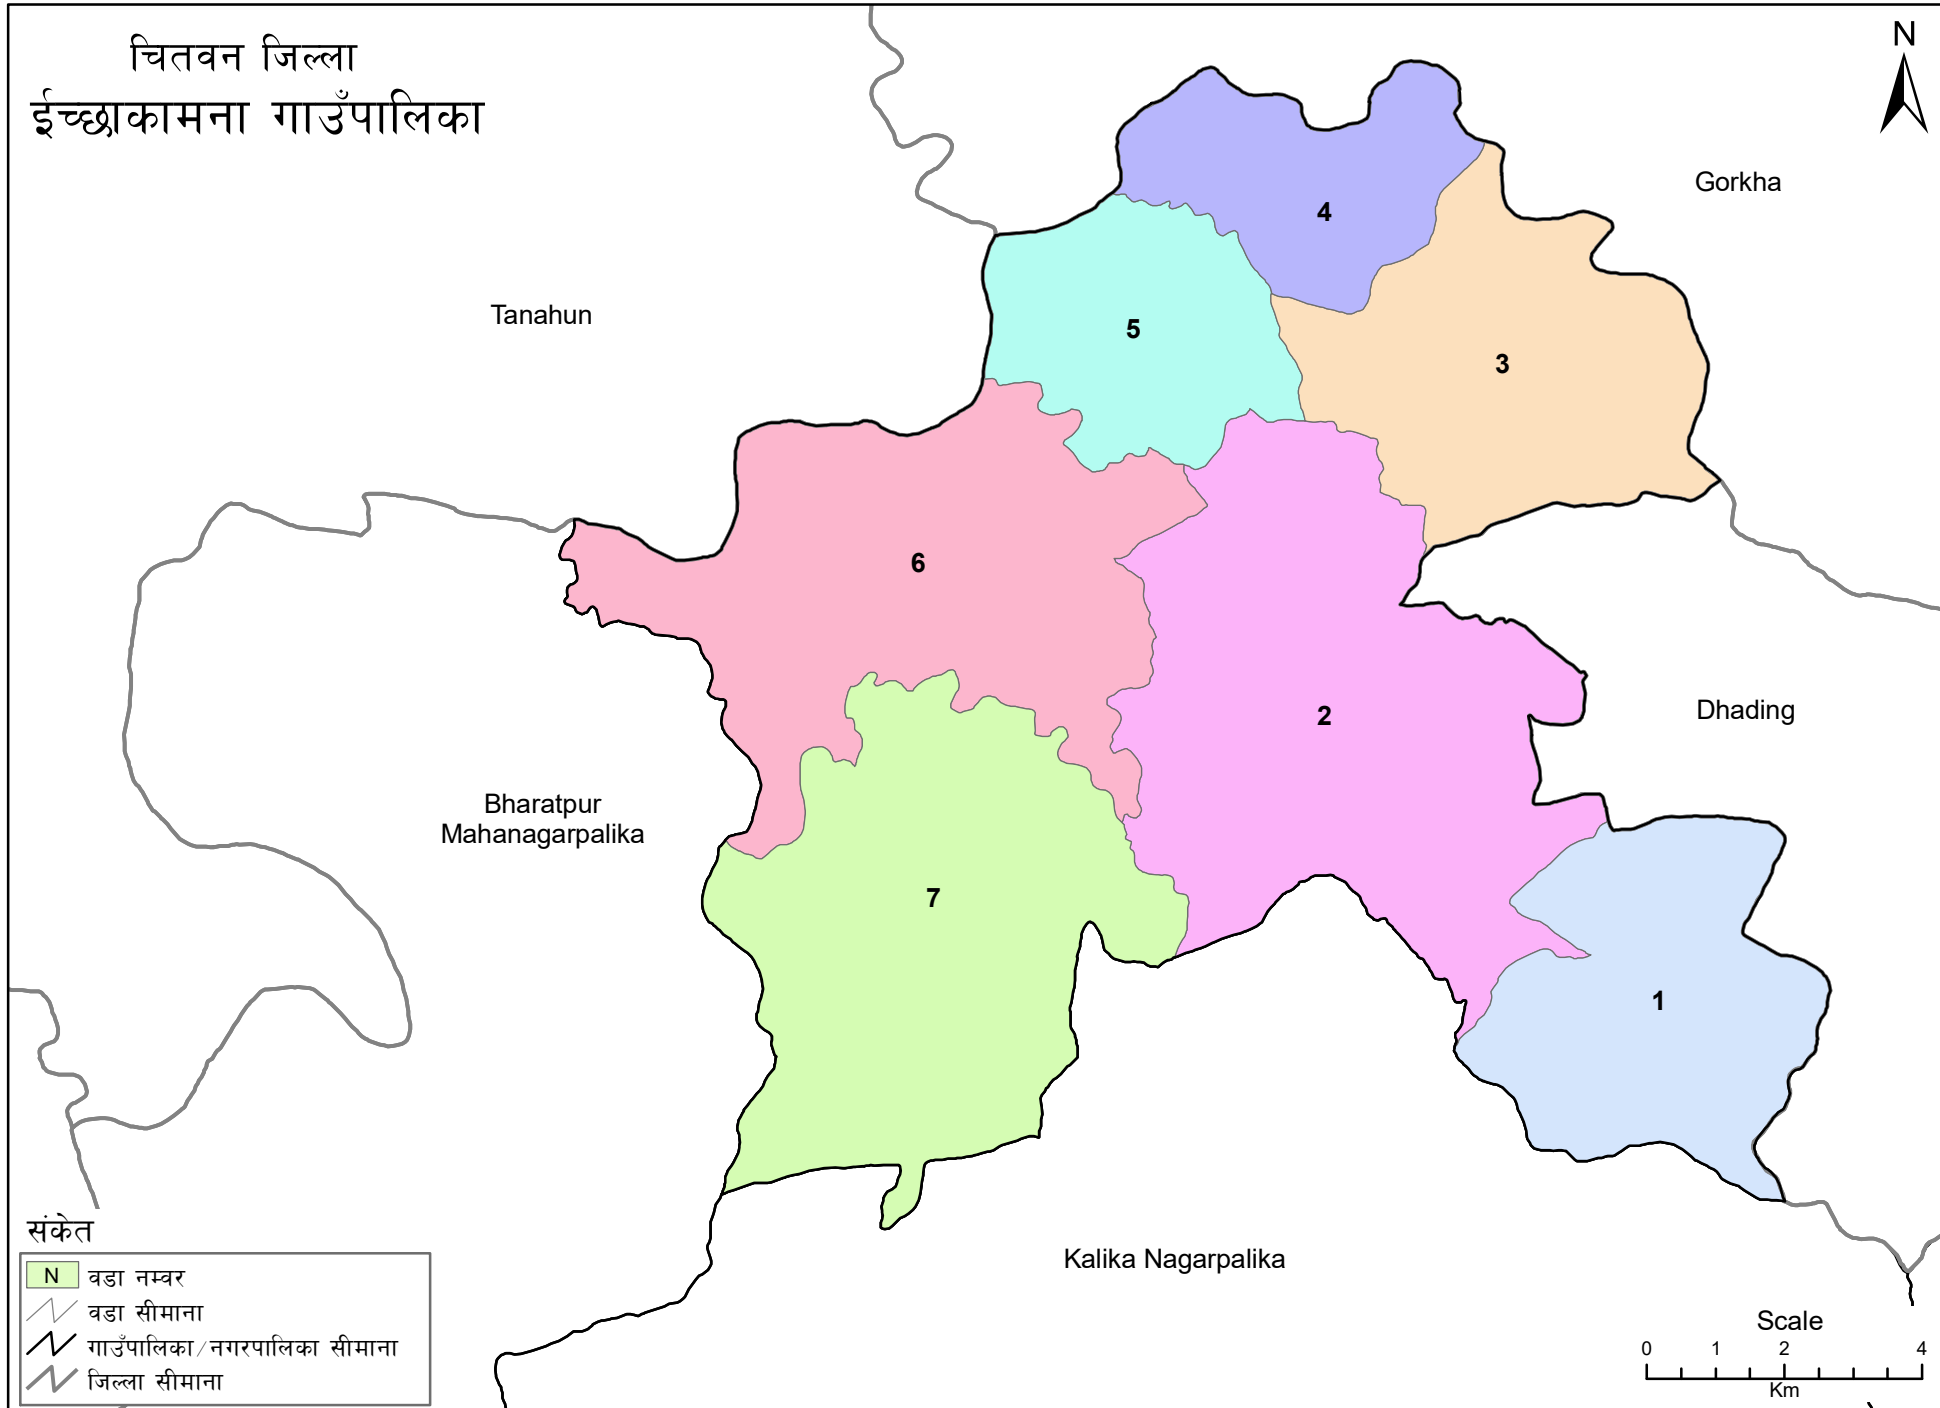 चितवन जिल्ला
ईच्छाकामना गाउँपालिका
N
Gorkha
4
Tanahun
5
3
6
2
Dhading
Bharatpur
Mahanagarpalika
7
1
Kalika Nagarpalika
संकेत
N वडा नम्वर
वडा सीमाना
गाउँपालिका/नगरपालिका सीमाना
जिल्ला सीमाना
Scale
0 1 2 4
Km